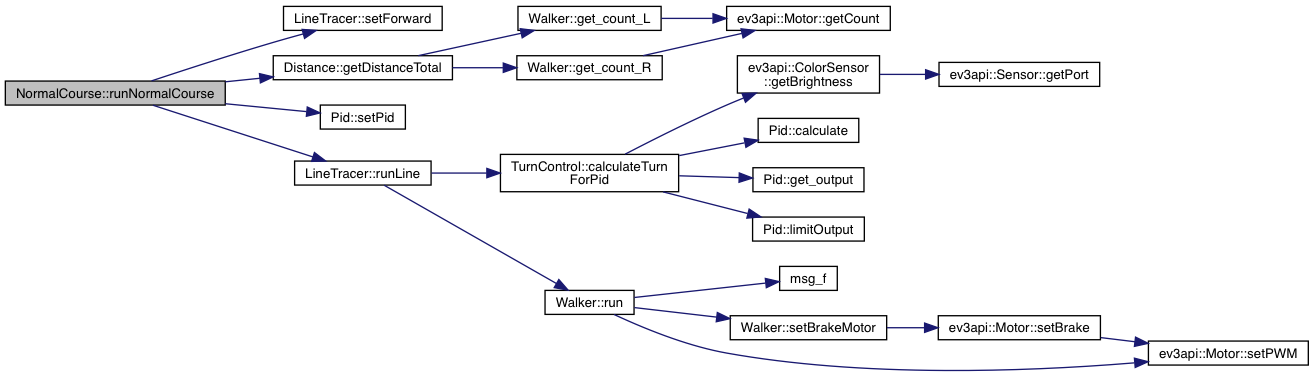 NormalCourse::runNormalCourse
LineTracer::setForward
Distance::getDistanceTotal
Walker::get_count_L
ev3api::Motor::getCount
Walker::get_count_R
Pid::setPid
LineTracer::runLine
TurnControl::calculateTurn
ForPid
ev3api::ColorSensor
::getBrightness
ev3api::Sensor::getPort
Pid::calculate
Pid::get_output
Pid::limitOutput
Walker::run
msg_f
Walker::setBrakeMotor
ev3api::Motor::setBrake
ev3api::Motor::setPWM